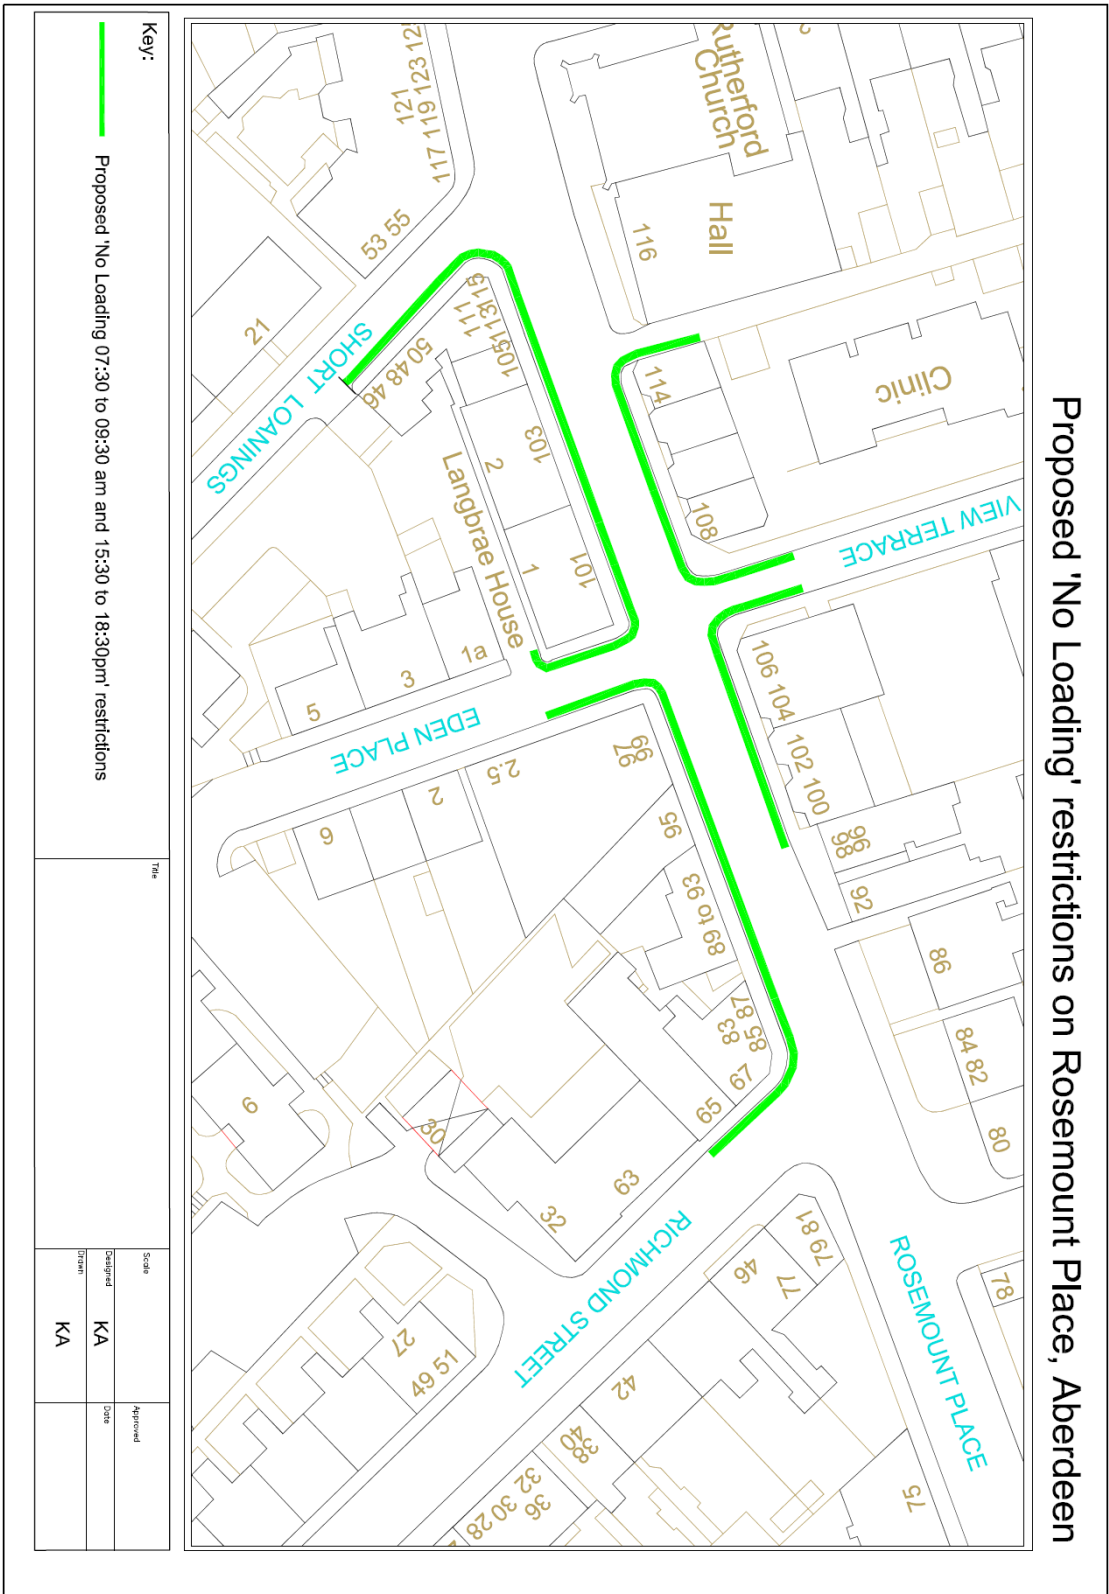 Proposed 'No Loading' restrictions on Rosemount Place, Aberdeen
Rutherford
Church
Hall
116
Clinic
VIEW TERRACE
114
108
106 104
102 100
98
96
92
86
84 82
80
78
ROSEMOUNT PLACE
75
117 119 123
121
53 55
21
SHORT LOANINGS
50 48 46
111
105 113 115
103
2
101
1
Langbrae House
1a
3
5
EDEN PLACE
2.5
2
6
99
97
95
89 to 93
85 87
83
67
65
63
32
30
9
RICHMOND STREET
79 81
77
46
42
38
40
36
32
30 28
27
49 51
Key:
Proposed 'No Loading 07:30 to 09:30 am and 15:30 to 18:30pm' restrictions
Title
Scale
Approved
Designed
KA
Date
Drawn
KA